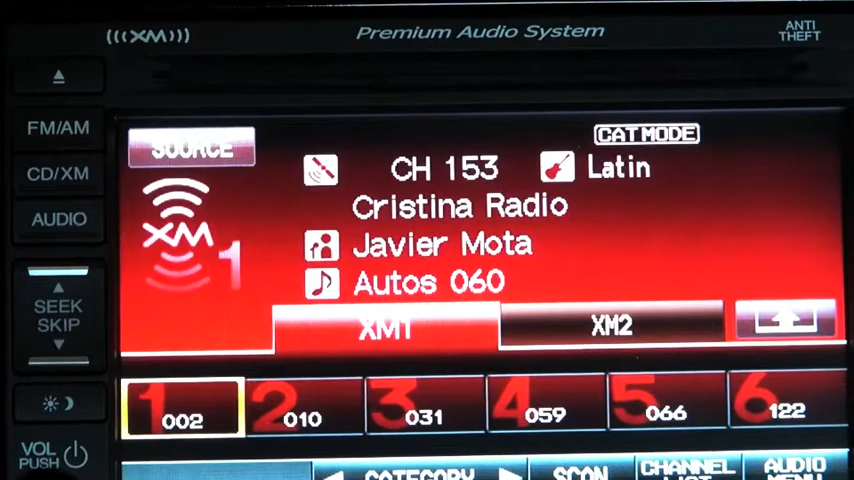 XM
Premium Audio System
ANTI
THEFT
FM/AM
CD/XM
AUDIO
SEEK
SKIP
VOL
PUSH
SOURCE
CAT MODE
CH 153
Latin
Cristina Radio
XM 1
Javier Mota
Autos 060
XM1
XM2
1 002
2 010
3 031
4 059
5 066
6 122
CATEGORY
SCAN
CHANNEL
LIST
AUDIO
MENU